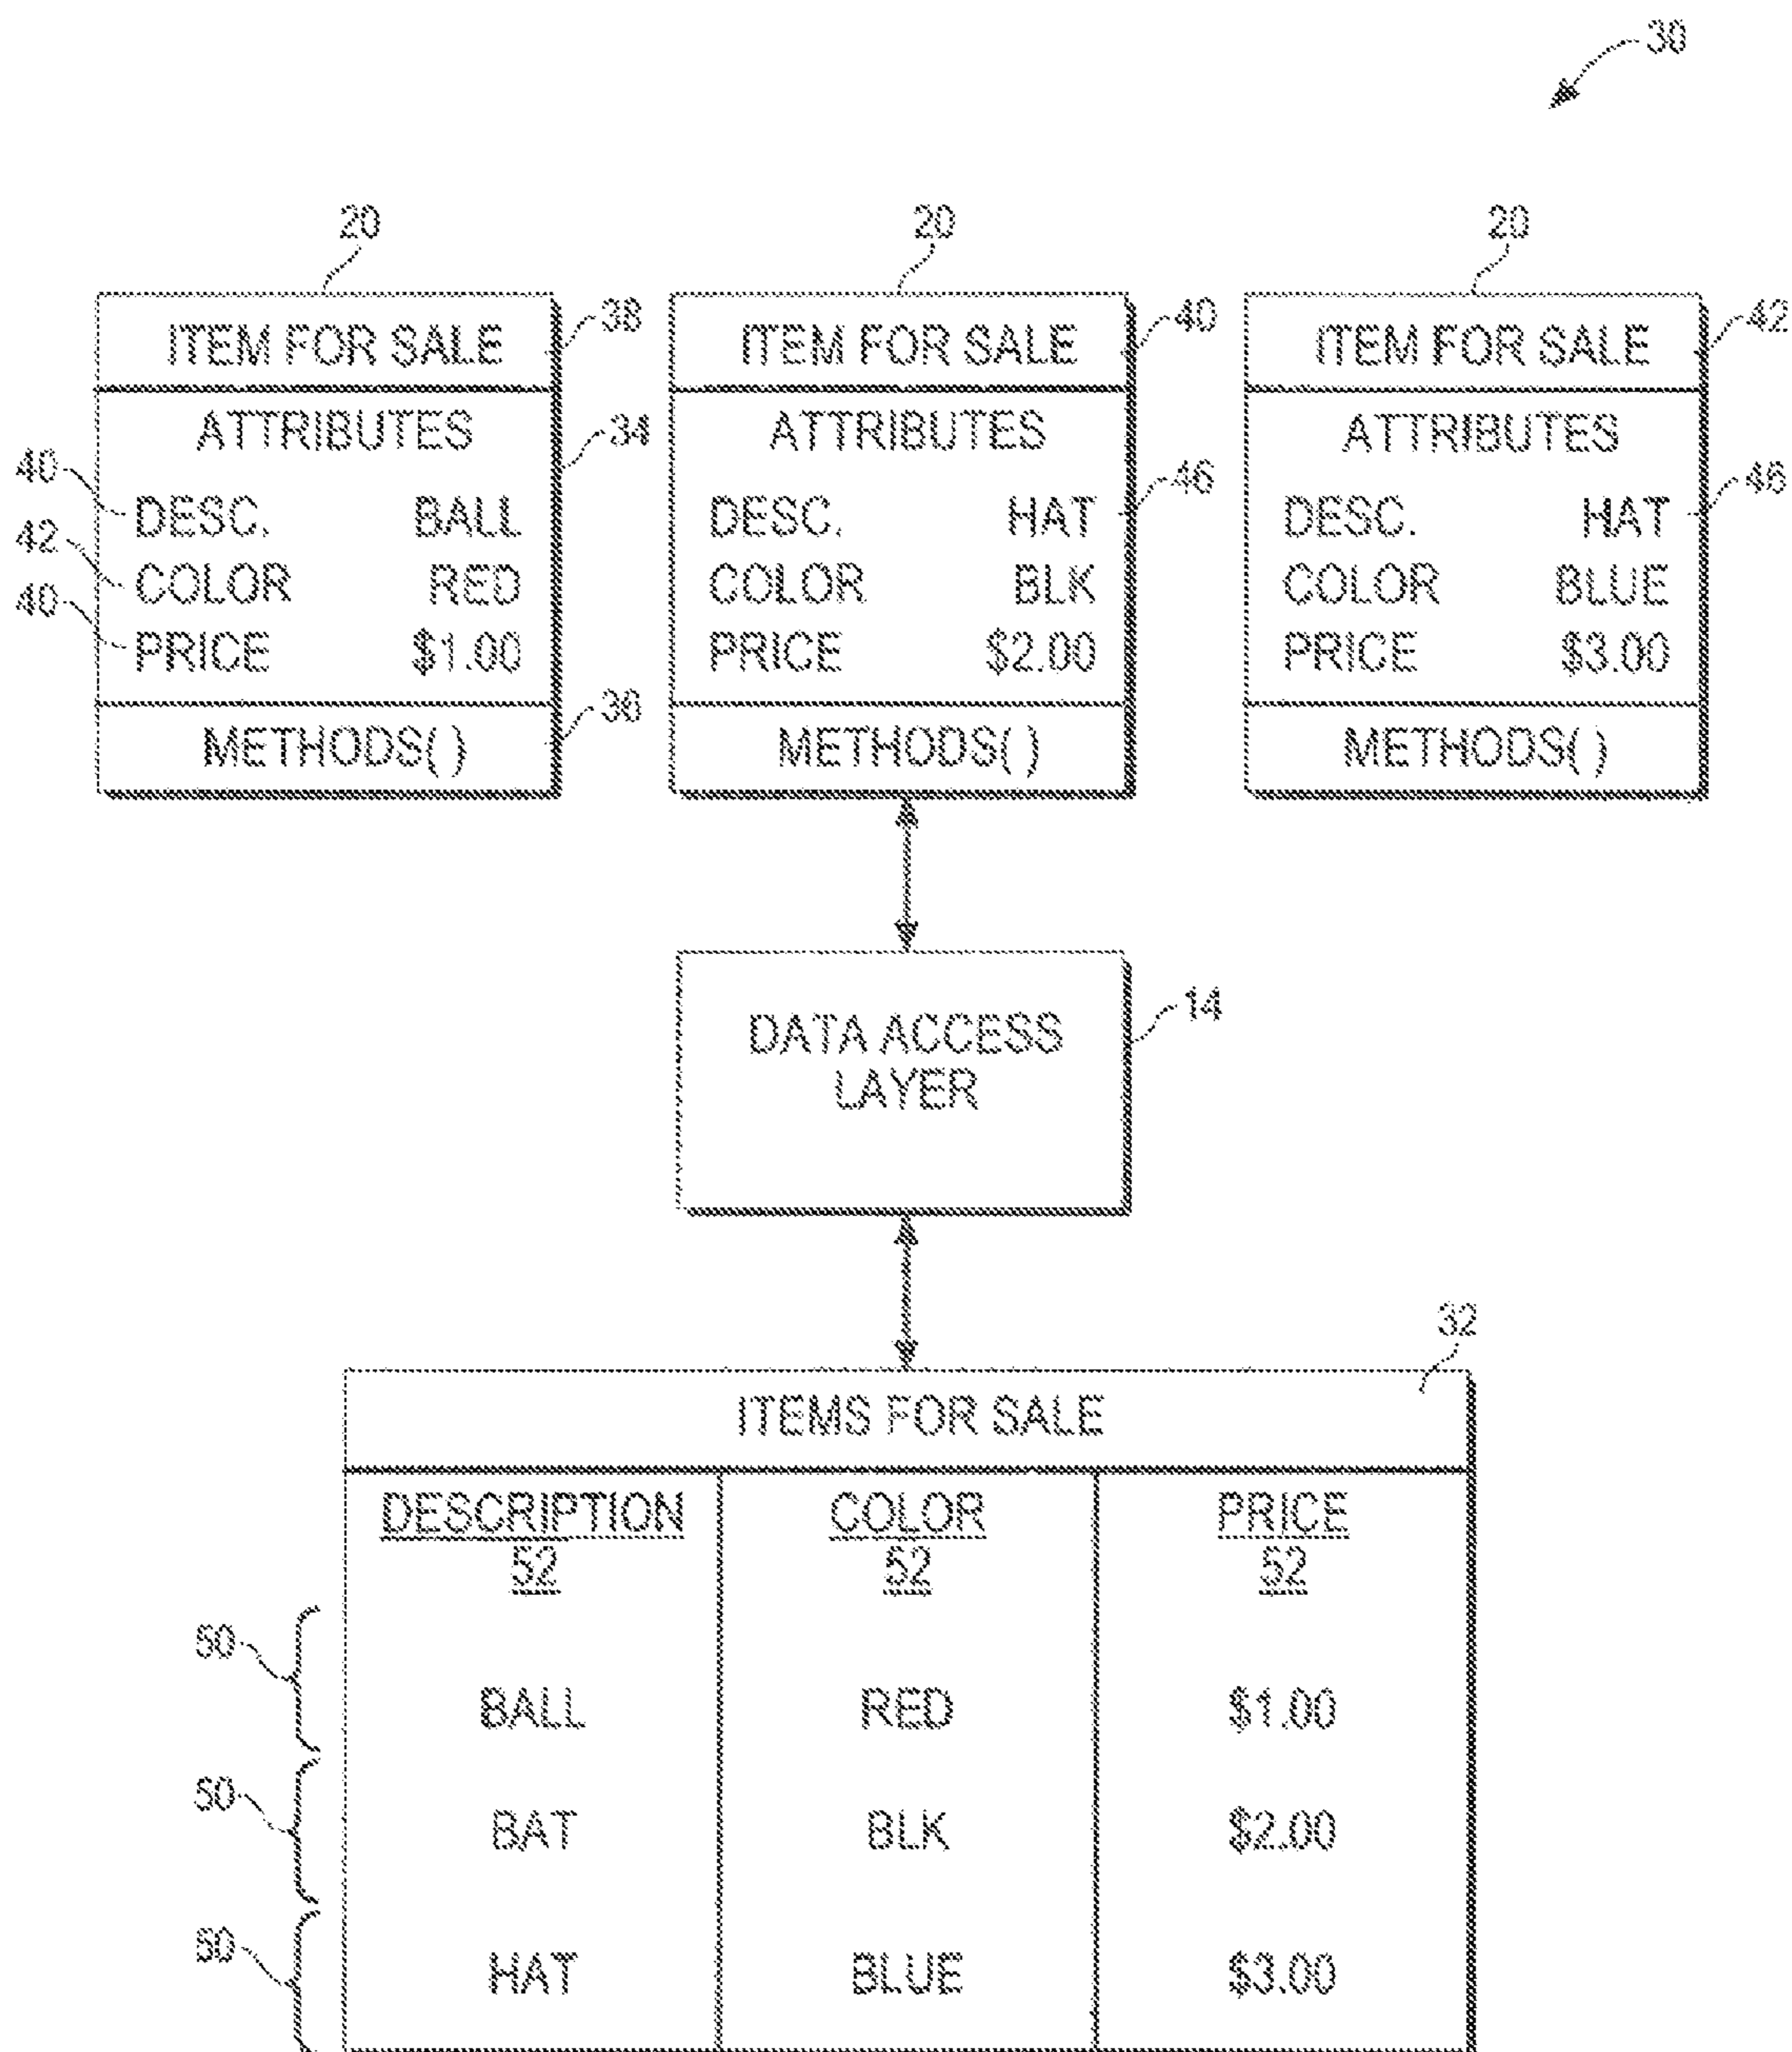 30
20 20 20
ITEM FOR SALE 38 ITEM FOR SALE 40 ITEM FOR SALE 42
ATTRIBUTES 34 ATTRIBUTES ATTRIBUTES
40 DESC. BALL DESC. HAT 46 DESC. HAT 46
42 COLOR RED COLOR BLK COLOR BLUE
40 PRICE $1.00 PRICE $2.00 PRICE $3.00
METHODS( ) 36 METHODS( ) METHODS( )
DATA ACCESS 14
LAYER
32
ITEMS FOR SALE
DESCRIPTION COLOR PRICE
52 52 52
50
BALL RED $1.00
50
BAT BLK $2.00
50
HAT BLUE $3.00